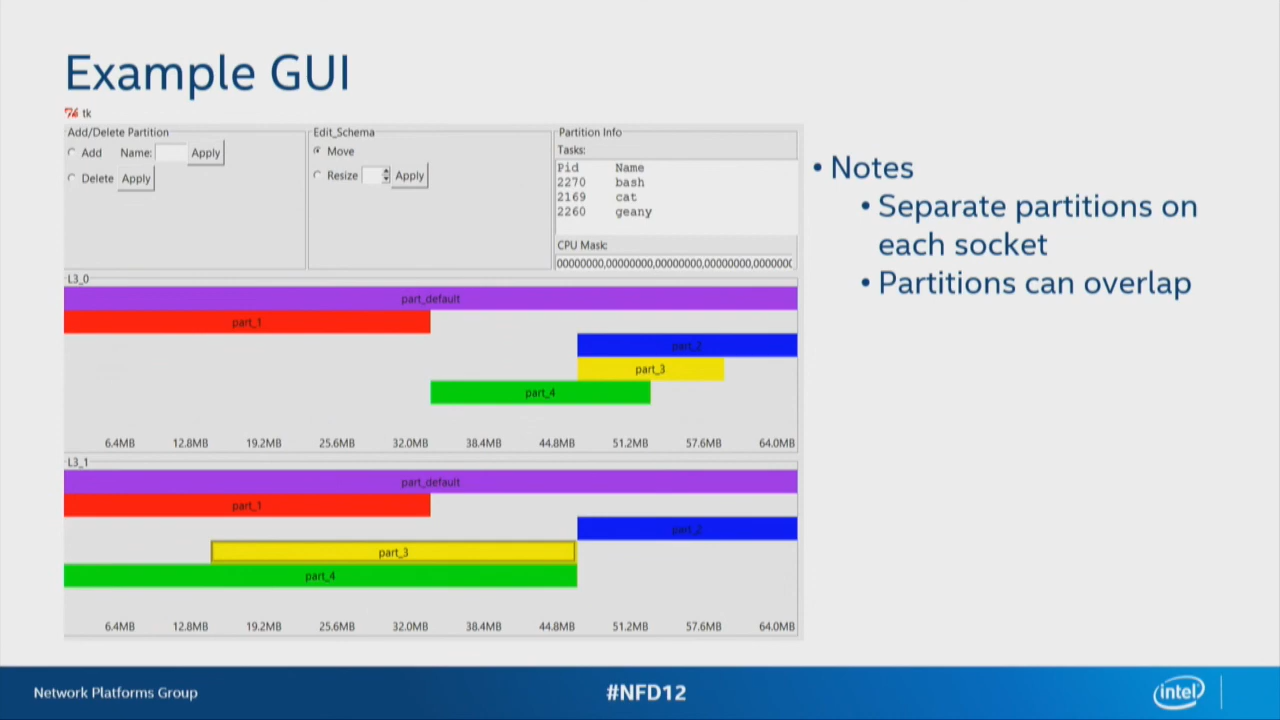 Example GUI
tk
Add/Delete Partition
Add Name: Apply
Delete Apply
Edit_Schema
Move
Resize Apply
Partition Info
Tasks:
Pid Name
2270 bash
2169 cat
2260 geany
CPU Mask:
00000000,00000000,00000000,00000000,000000(
• Notes
• Separate partitions on
each socket
• Partitions can overlap
L3_0
part_default
part_1
part_2
part_3
part_4
6.4MB 12.8MB 19.2MB 25.6MB 32.0MB 38.4MB 44.8MB 51.2MB 57.6MB 64.0MB
L3_1
part_default
part_1
part_2
part_3
part_4
6.4MB 12.8MB 19.2MB 25.6MB 32.0MB 38.4MB 44.8MB 51.2MB 57.6MB 64.0MB
Network Platforms Group
#NFD12
intel